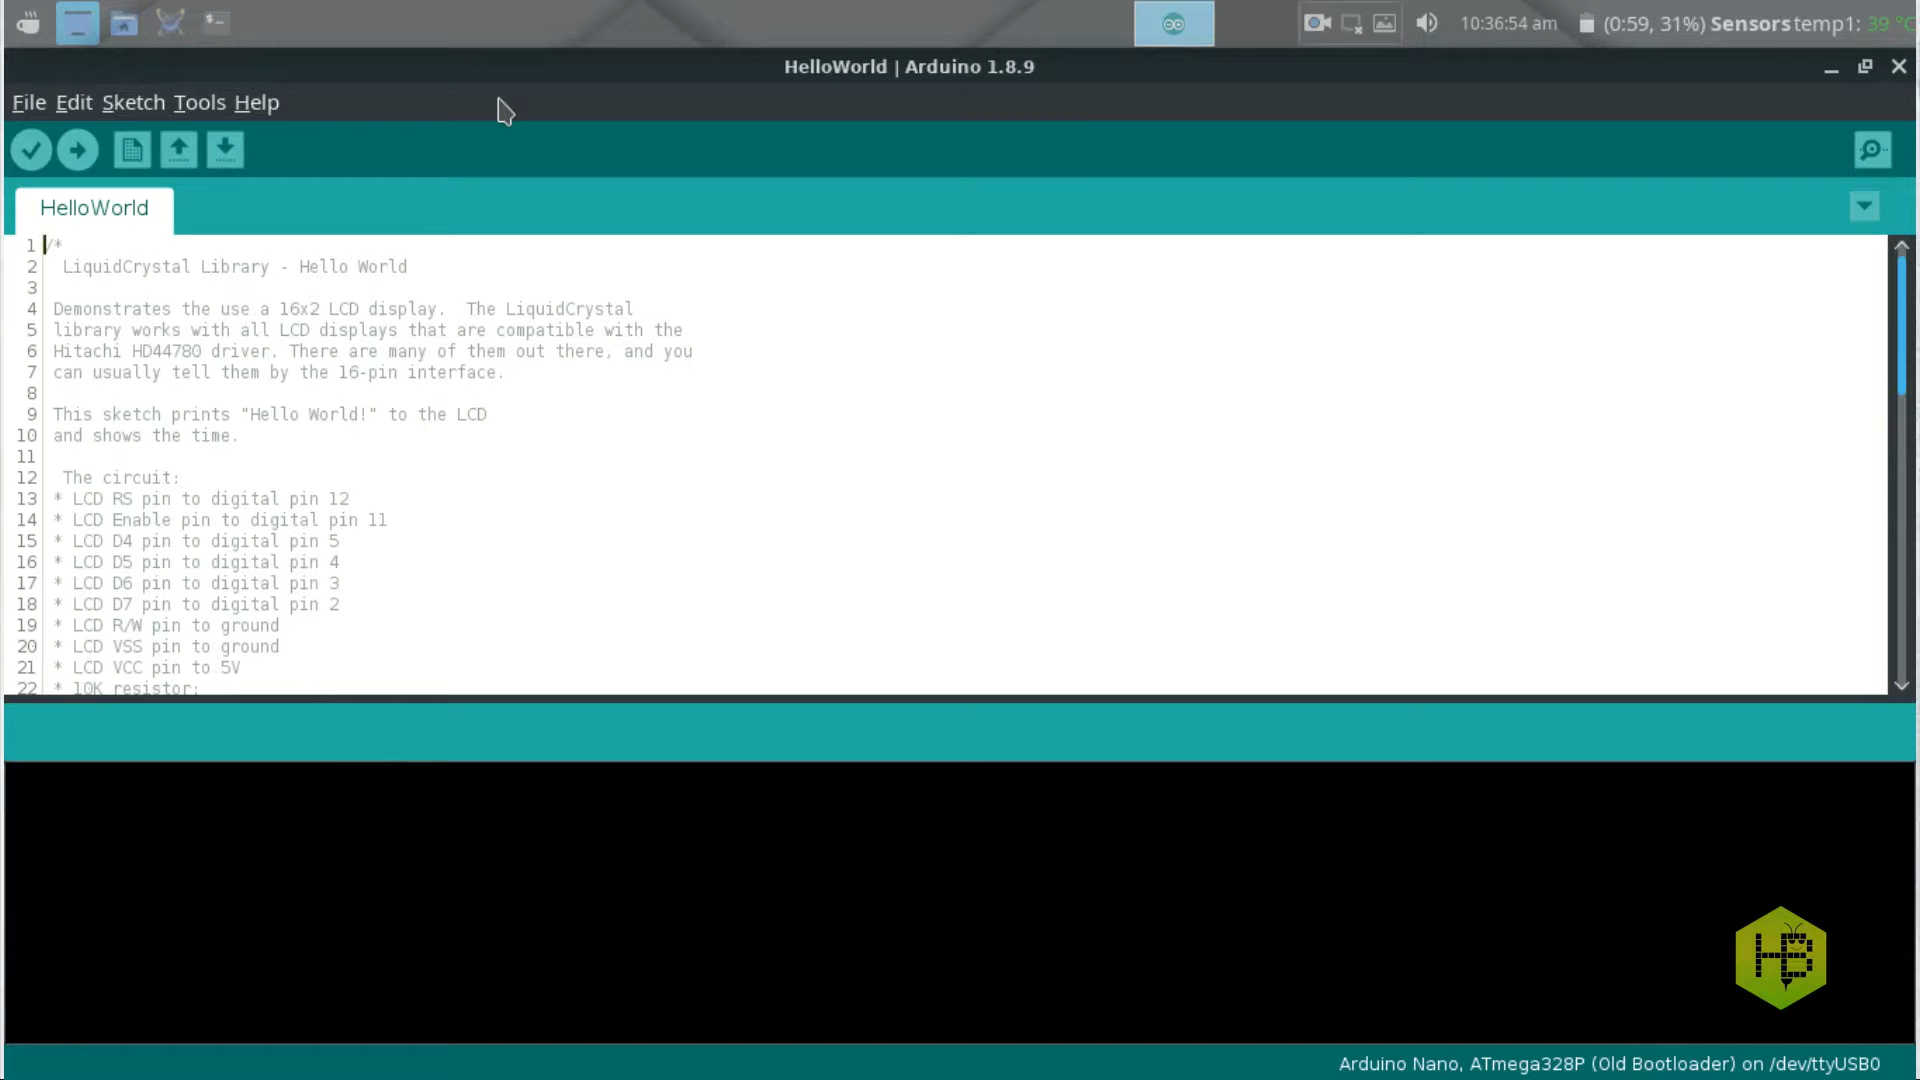 10:36:54 am (0:59, 31%) Sensors temp1: 39 °C
HelloWorld | Arduino 1.8.9
File Edit Sketch Tools Help
HelloWorld
1 /*
2 LiquidCrystal Library - Hello World
3
4 Demonstrates the use a 16x2 LCD display.  The LiquidCrystal
5 library works with all LCD displays that are compatible with the
6 Hitachi HD44780 driver. There are many of them out there, and you
7 can usually tell them by the 16-pin interface.
8
9 This sketch prints "Hello World!" to the LCD
10 and shows the time.
11
12 The circuit:
13 * LCD RS pin to digital pin 12
14 * LCD Enable pin to digital pin 11
15 * LCD D4 pin to digital pin 5
16 * LCD D5 pin to digital pin 4
17 * LCD D6 pin to digital pin 3
18 * LCD D7 pin to digital pin 2
19 * LCD R/W pin to ground
20 * LCD VSS pin to ground
21 * LCD VCC pin to 5V
22 * 10K resistor:
HB
Arduino Nano, ATmega328P (Old Bootloader) on /dev/ttyUSB0